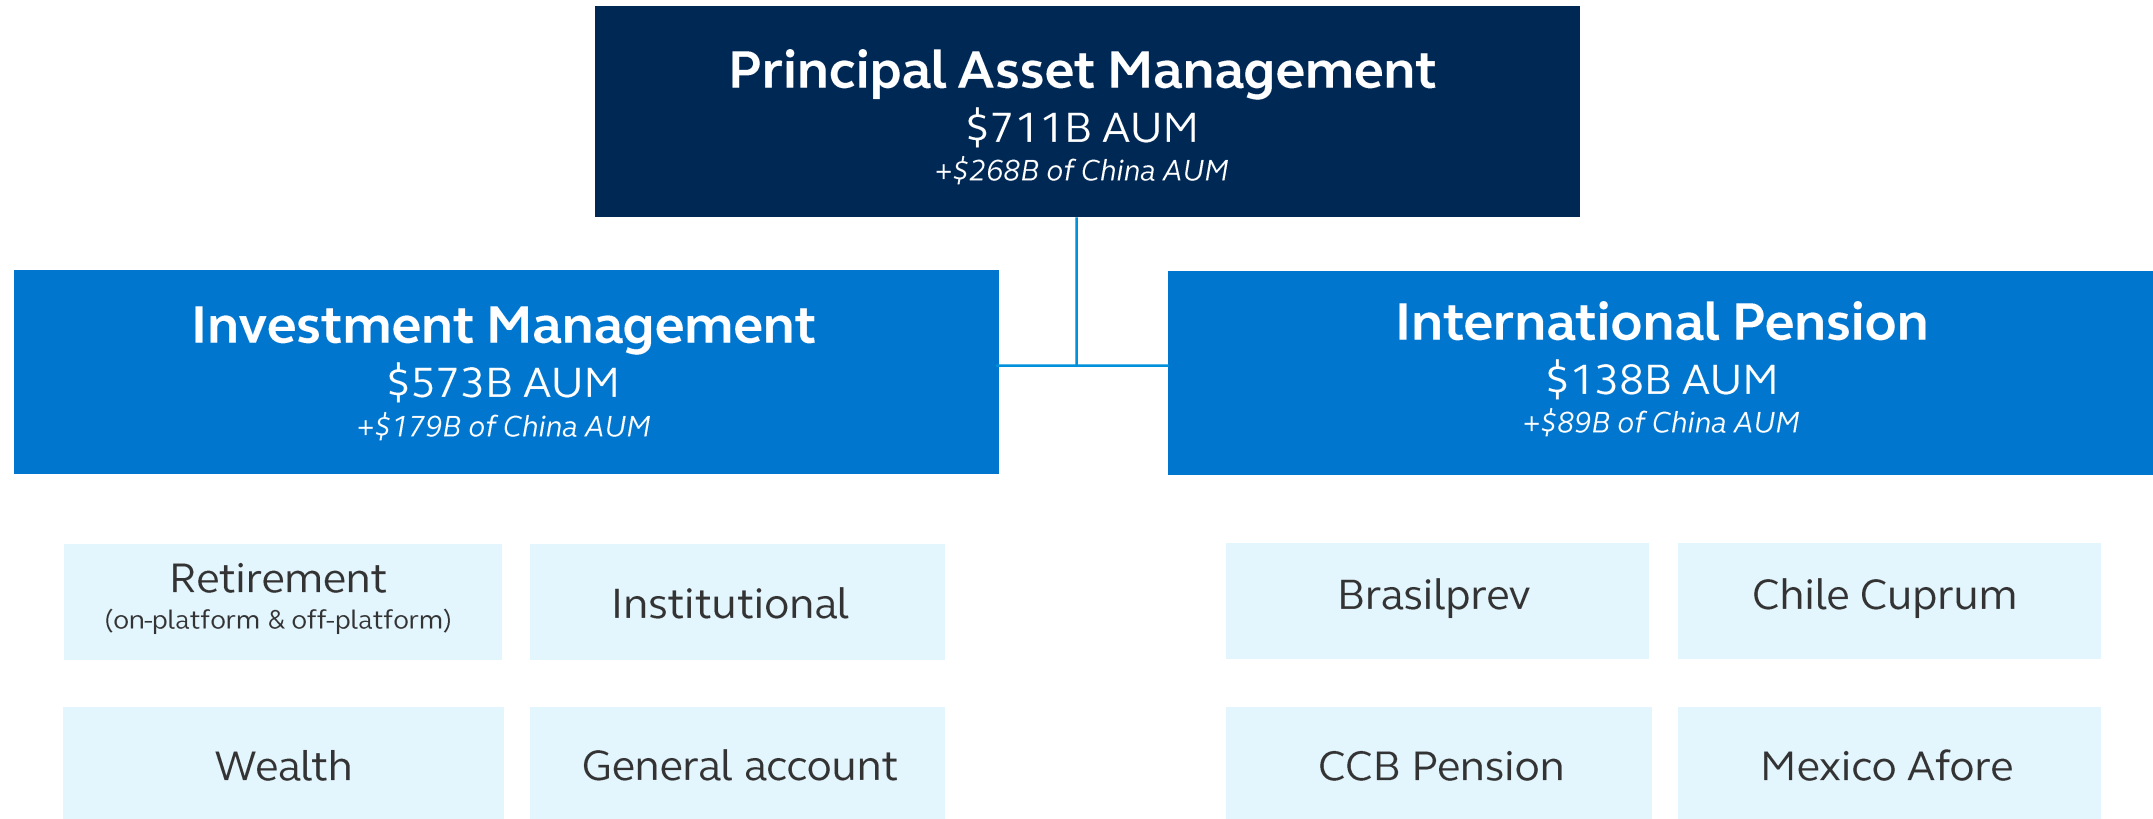 Principal Asset Management
$711B AUM
+$268B of China AUM
Investment Management
$573B AUM
+$179B of China AUM
International Pension
$138B AUM
+$89B of China AUM
Retirement
(on-platform & off-platform)
Institutional
Brasilprev
Chile Cuprum
Wealth
General account
CCB Pension
Mexico Afore